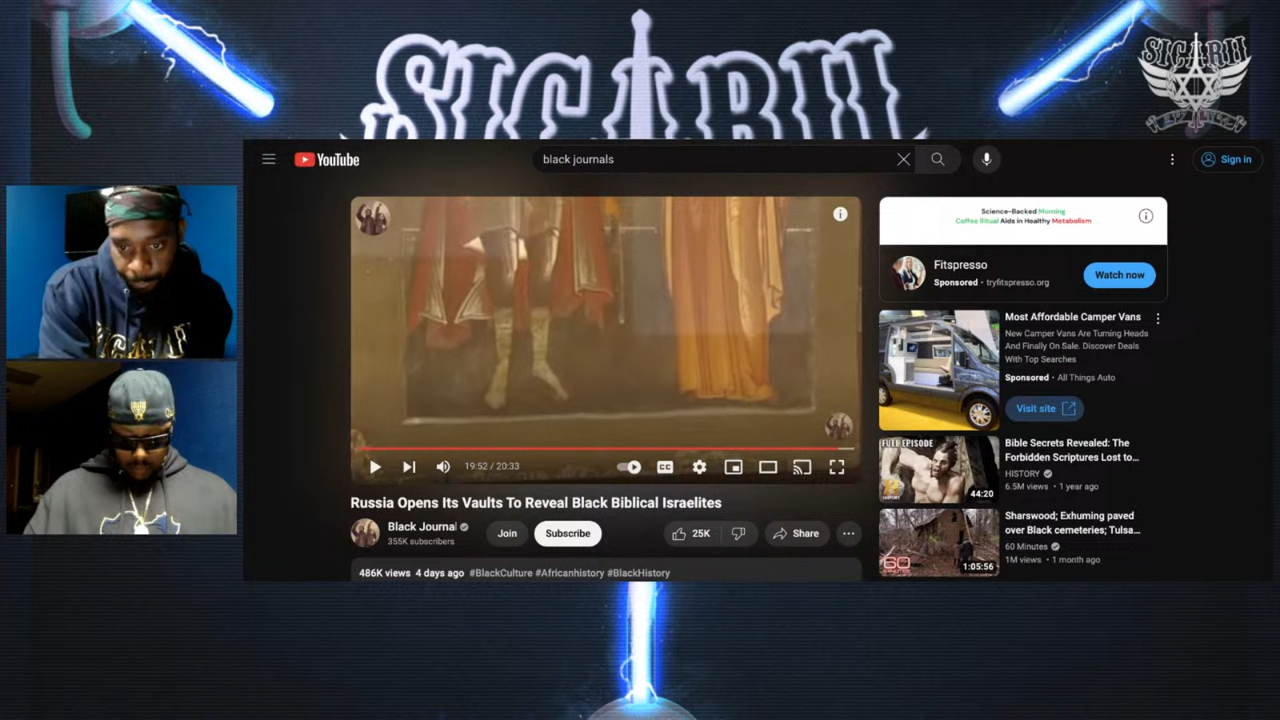 SICARII
SICARII
YouTube
black journals
Sign in
Science-Backed Morning
Coffee Ritual Aids in Healthy Metabolism
Fitspresso
Sponsored • tryfitspresso.org
Watch now
Most Affordable Camper Vans
New Camper Vans Are Turning Heads
And Finally On Sale. Discover Deals
With Top Searches
Sponsored • All Things Auto
Visit site
CC
19:52 / 20:33
Russia Opens Its Vaults To Reveal Black Biblical Israelites
Black Journal
355K subscribers
Join
Subscribe
25K
Share
486K views 4 days ago #BlackCulture #Africanhistory #BlackHistory
FULL EPISODE
44:20
Bible Secrets Revealed: The
Forbidden Scriptures Lost to...
HISTORY
6.5M views • 1 year ago
60
MINUTES
1:05:56
Sharswood; Exhuming paved
over Black cemeteries; Tulsa...
60 Minutes
1M views • 1 month ago